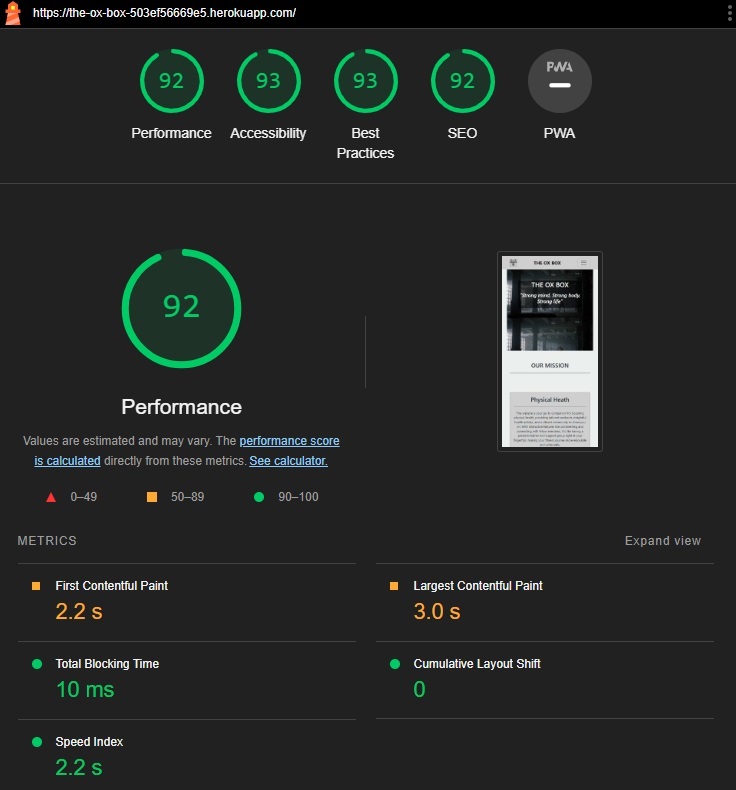 https://the-ox-box-503ef56669e5.herokuapp.com/
92
93
93
92
PWA
Performance
Accessibility
Best
Practices
SEO
PWA
92
Performance
Values are estimated and may vary. The performance score
is calculated directly from these metrics. See calculator.
0–49
50–89
90–100
THE OX BOX
THE OX BOX
"Strong mind. Strong body.
Strong life"
OUR MISSION
Physical Heath
METRICS
Expand view
First Contentful Paint
2.2 s
Largest Contentful Paint
3.0 s
Total Blocking Time
10 ms
Cumulative Layout Shift
0
Speed Index
2.2 s